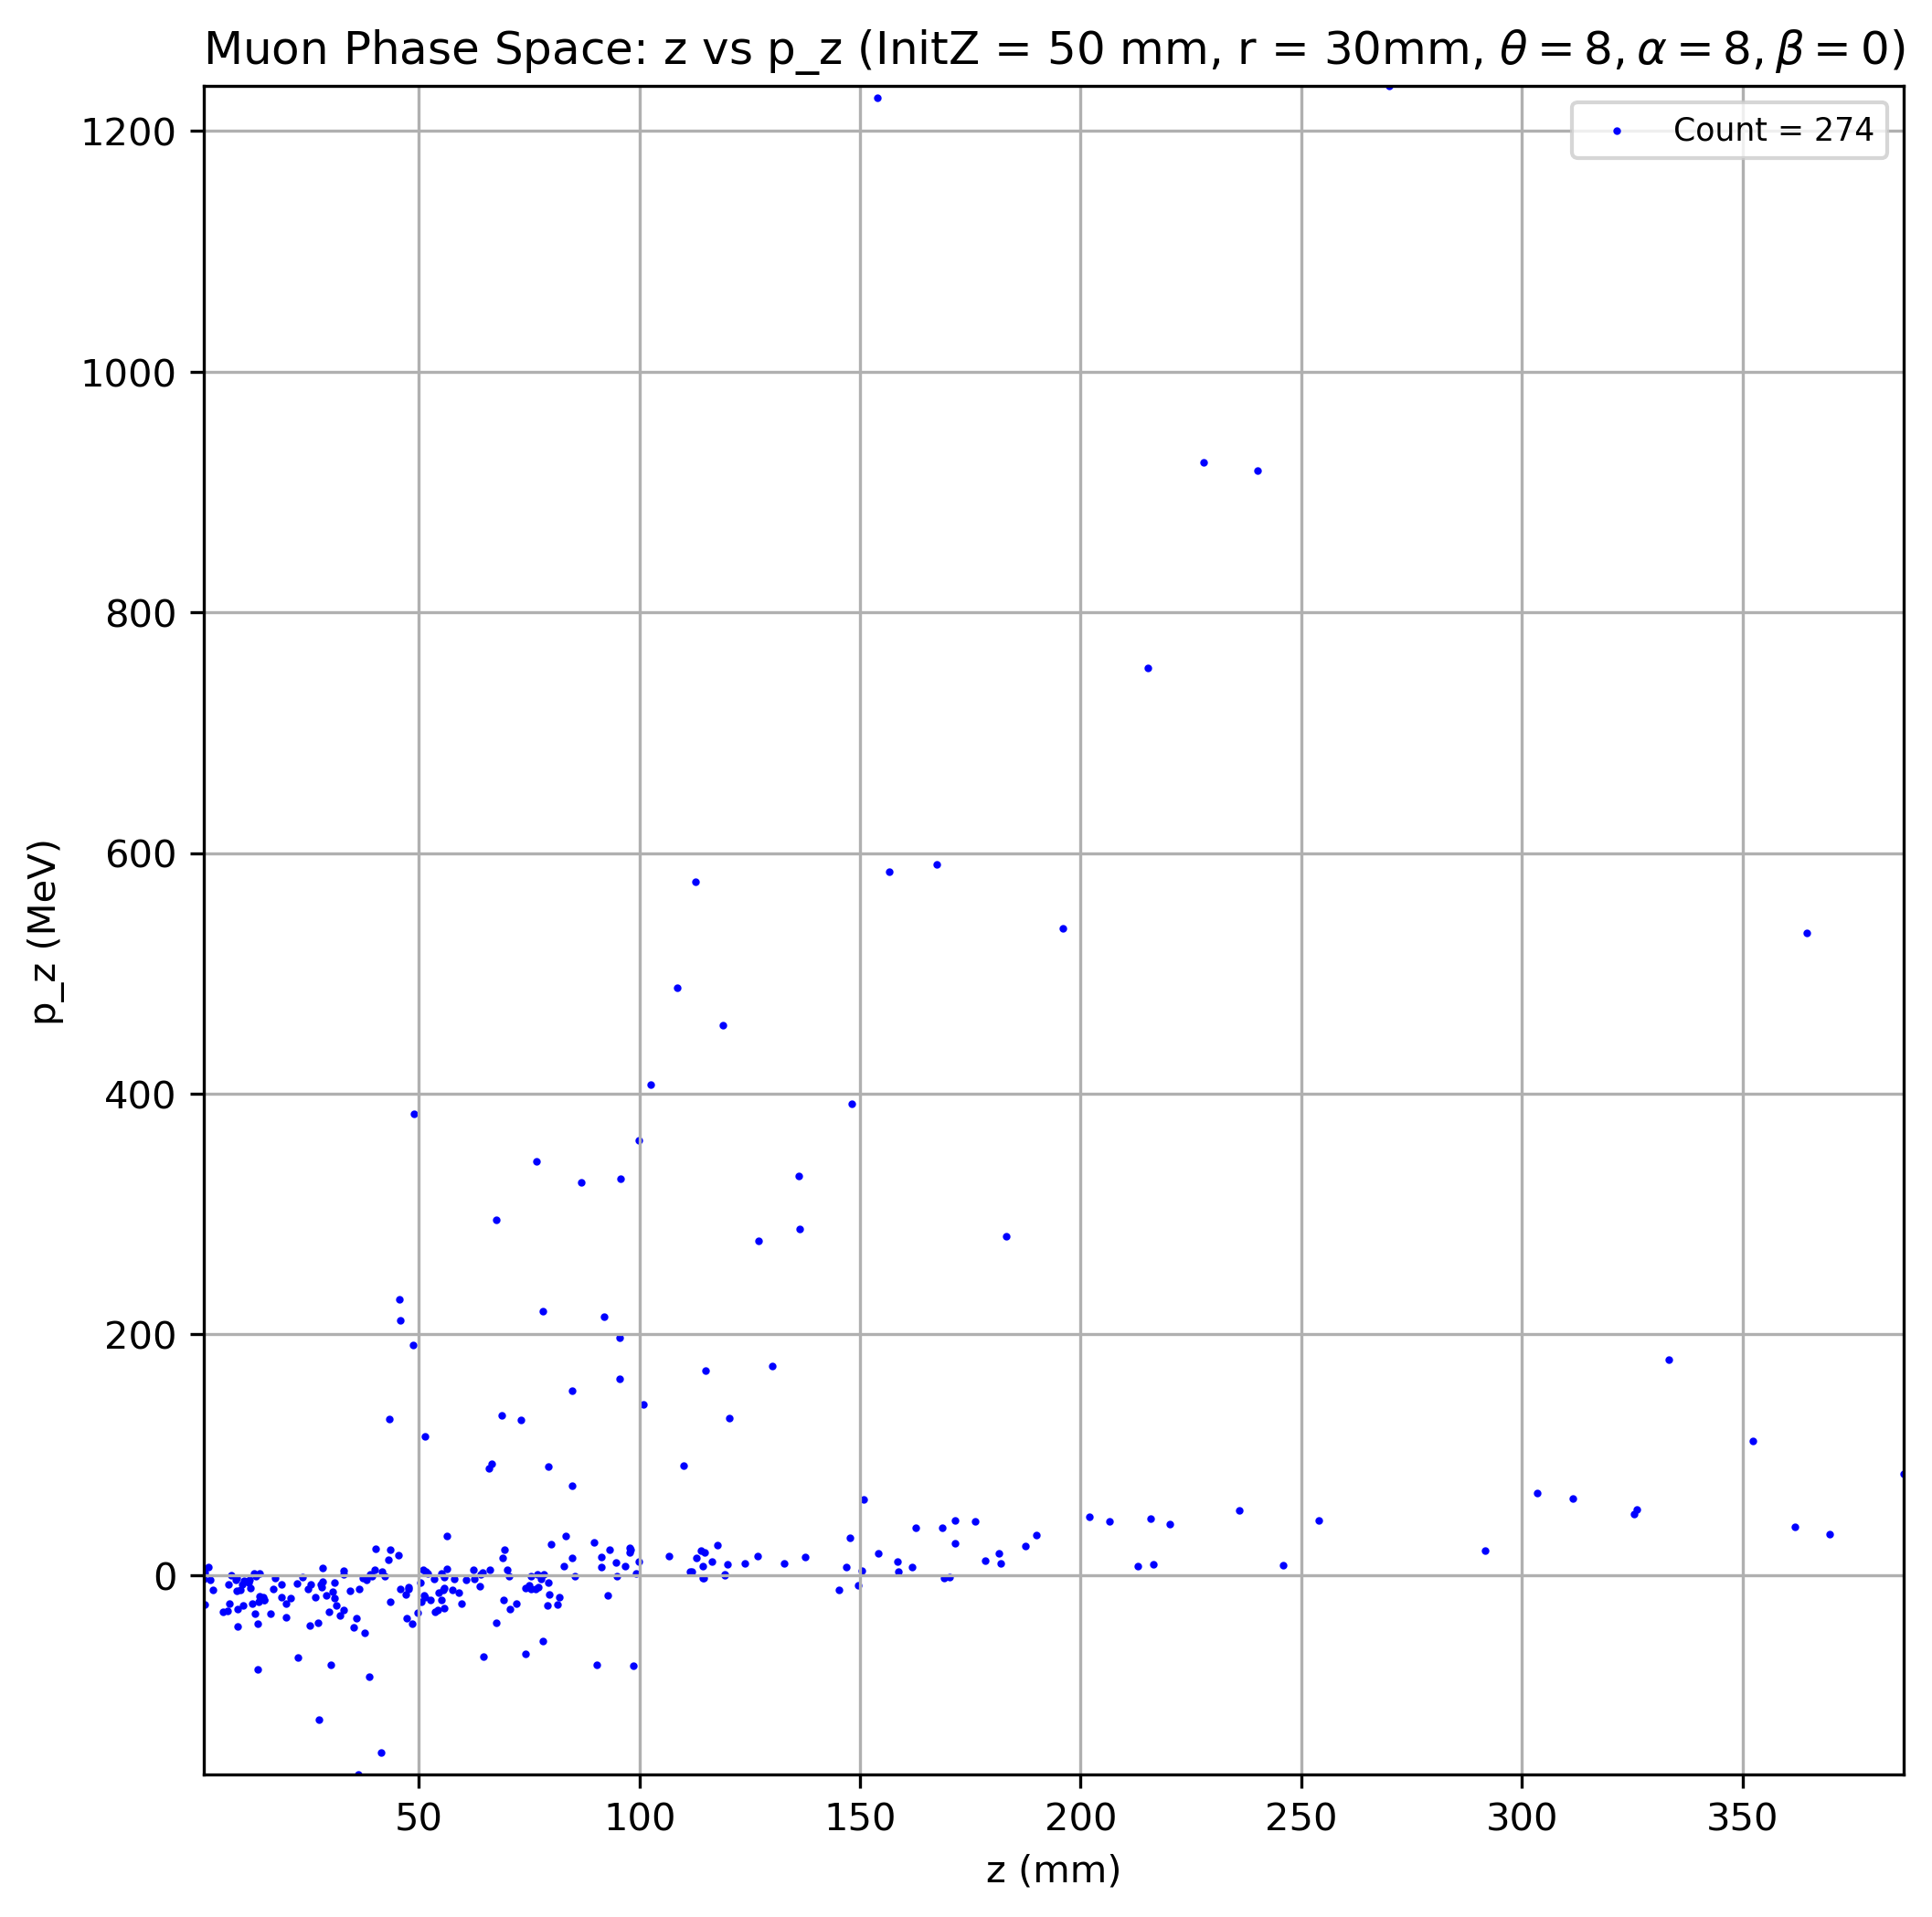 Muon Phase Space: z vs p_z (InitZ = 50 mm, r = 30mm, θ = 8, α = 8, β = 0)
Count = 274
1200
1000
800
600
400
200
0
p_z (MeV)
50 100 150 200 250 300 350
z (mm)